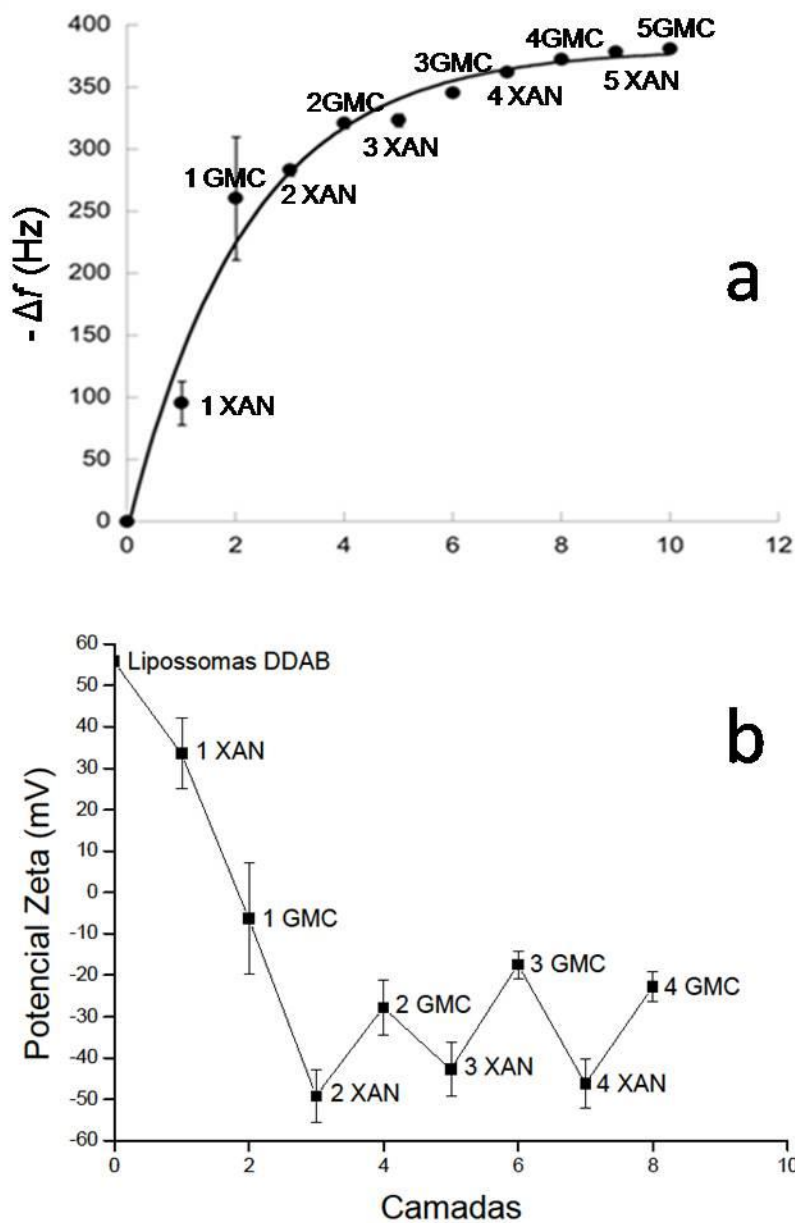 400
350
300
250
200
150
100
50
0
- Δf (Hz)
1 XAN
1 GMC
2 XAN
2GMC
3 XAN
3GMC
4 XAN
4GMC
5 XAN
5GMC
a
0 2 4 6 8 10 12
60
50
40
30
20
10
0
-10
-20
-30
-40
-50
-60
Potencial Zeta (mV)
Lipossomas DDAB
1 XAN
1 GMC
2 XAN
2 GMC
3 XAN
3 GMC
4 XAN
4 GMC
b
0 2 4 6 8 10
Camadas